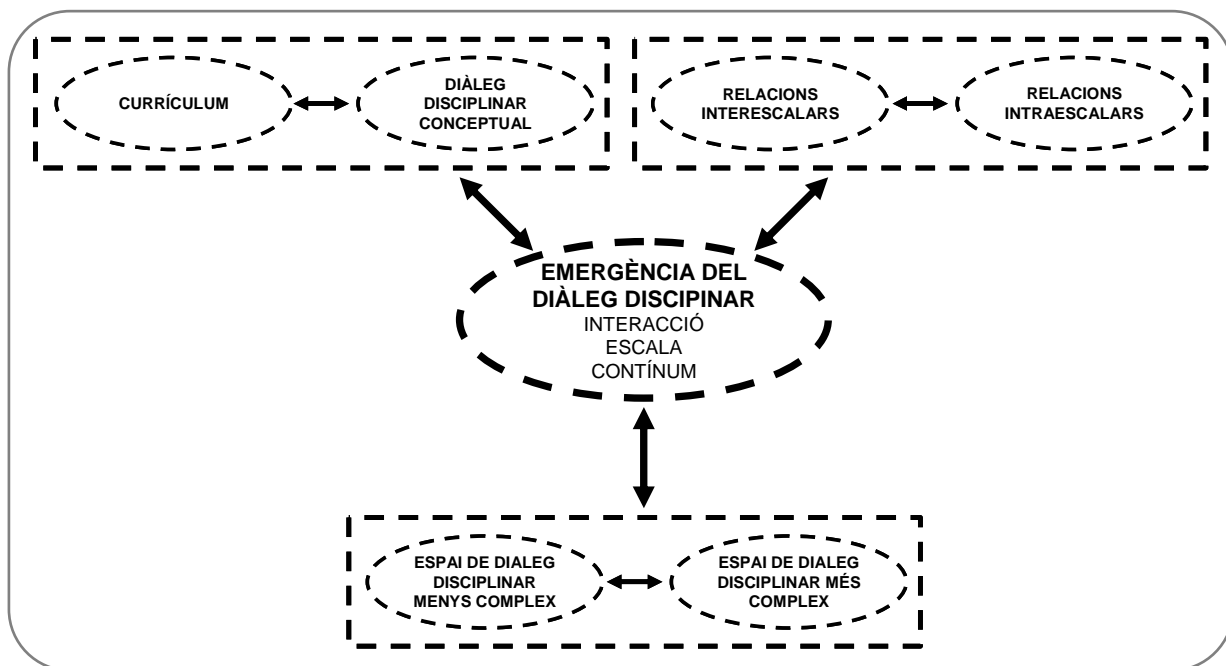 CURRÍCULUM
DIÀLEG
DISCIPLINAR
CONCEPTUAL
RELACIONS
INTERESCALARS
RELACIONS
INTRAESCALARS
EMERGÈNCIA DEL
DIÀLEG DISCIPINAR
INTERACCIÓ
ESCALA
CONTÍNUM
ESPAI DE DIALEG
DISCIPLINAR
MENYS COMPLEX
ESPAI DE DIALEG
DISCIPLINAR MÉS
COMPLEX